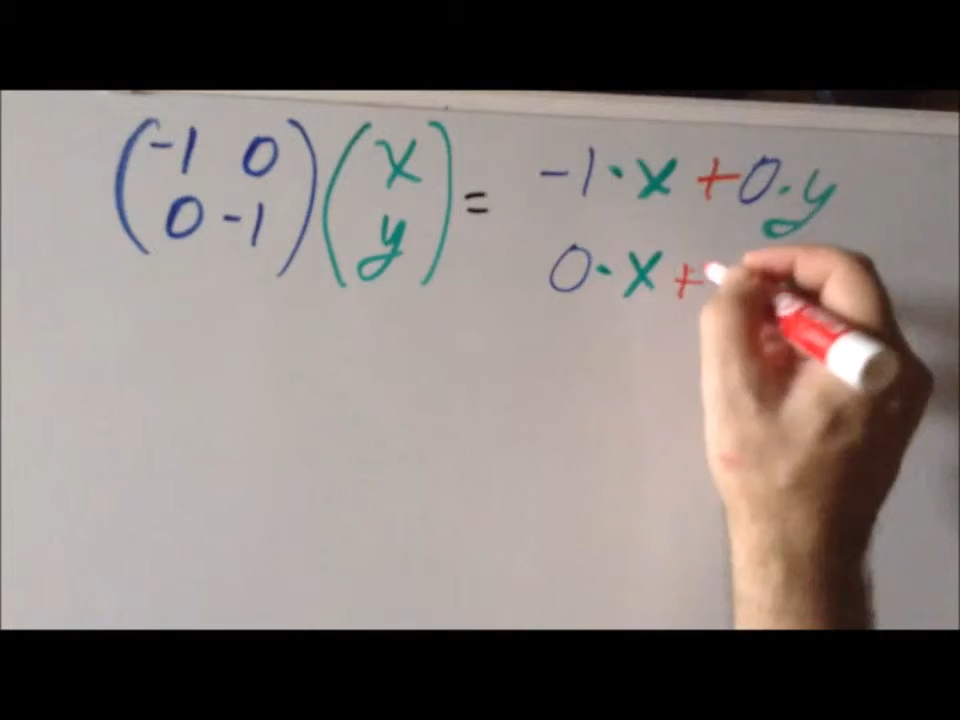 (-1 0) (x) = -1·x + 0·y
(0 -1) (y) 0·x +